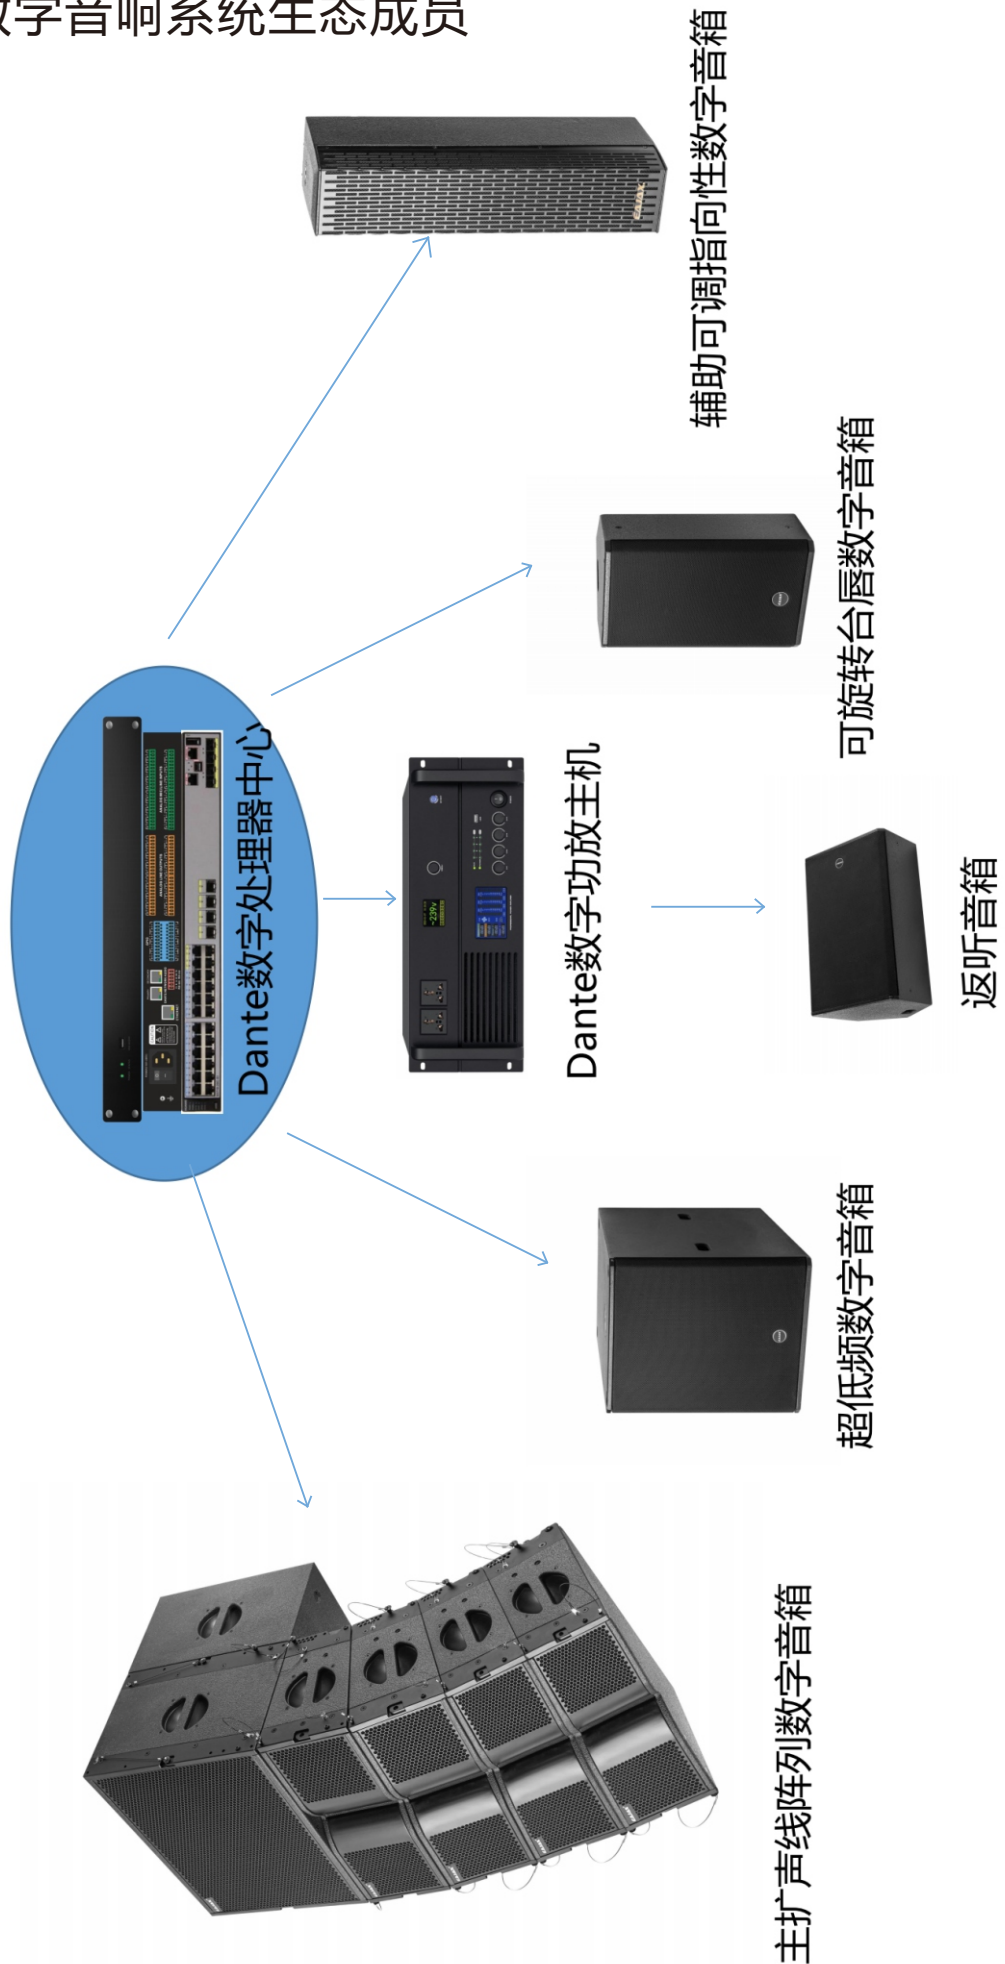 数字音响系统生态成员
辅助可调指向性数字音箱
可旋转台唇数字音箱
Dante数字处理器中心
Dante数字功放主机
返听音箱
超低频数字音箱
主扩声线阵列数字音箱